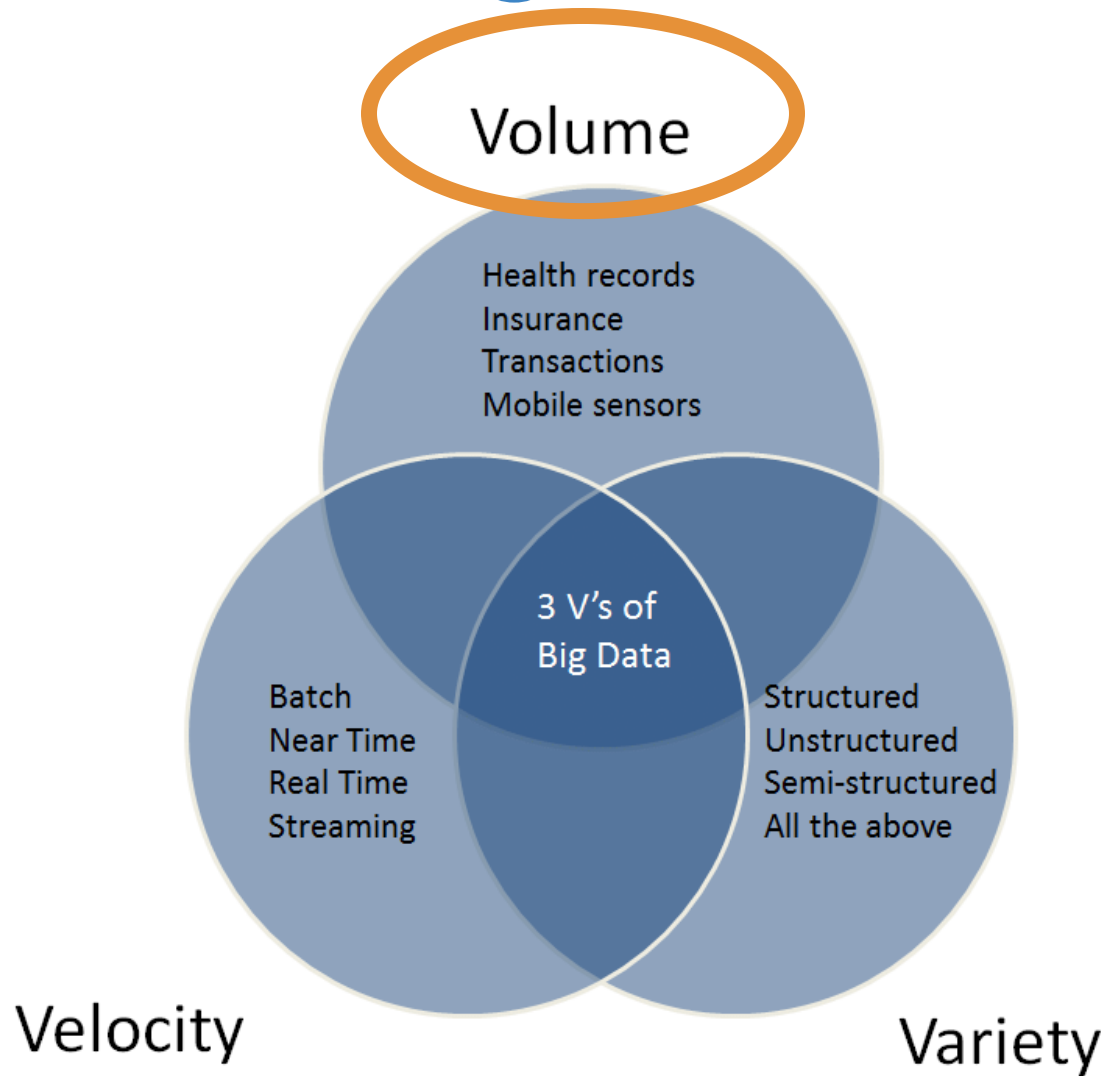 Volume
Health records
Insurance
Transactions
Mobile sensors
3 V’s of
Big Data
Batch
Near Time
Real Time
Streaming
Structured
Unstructured
Semi-structured
All the above
Velocity
Variety